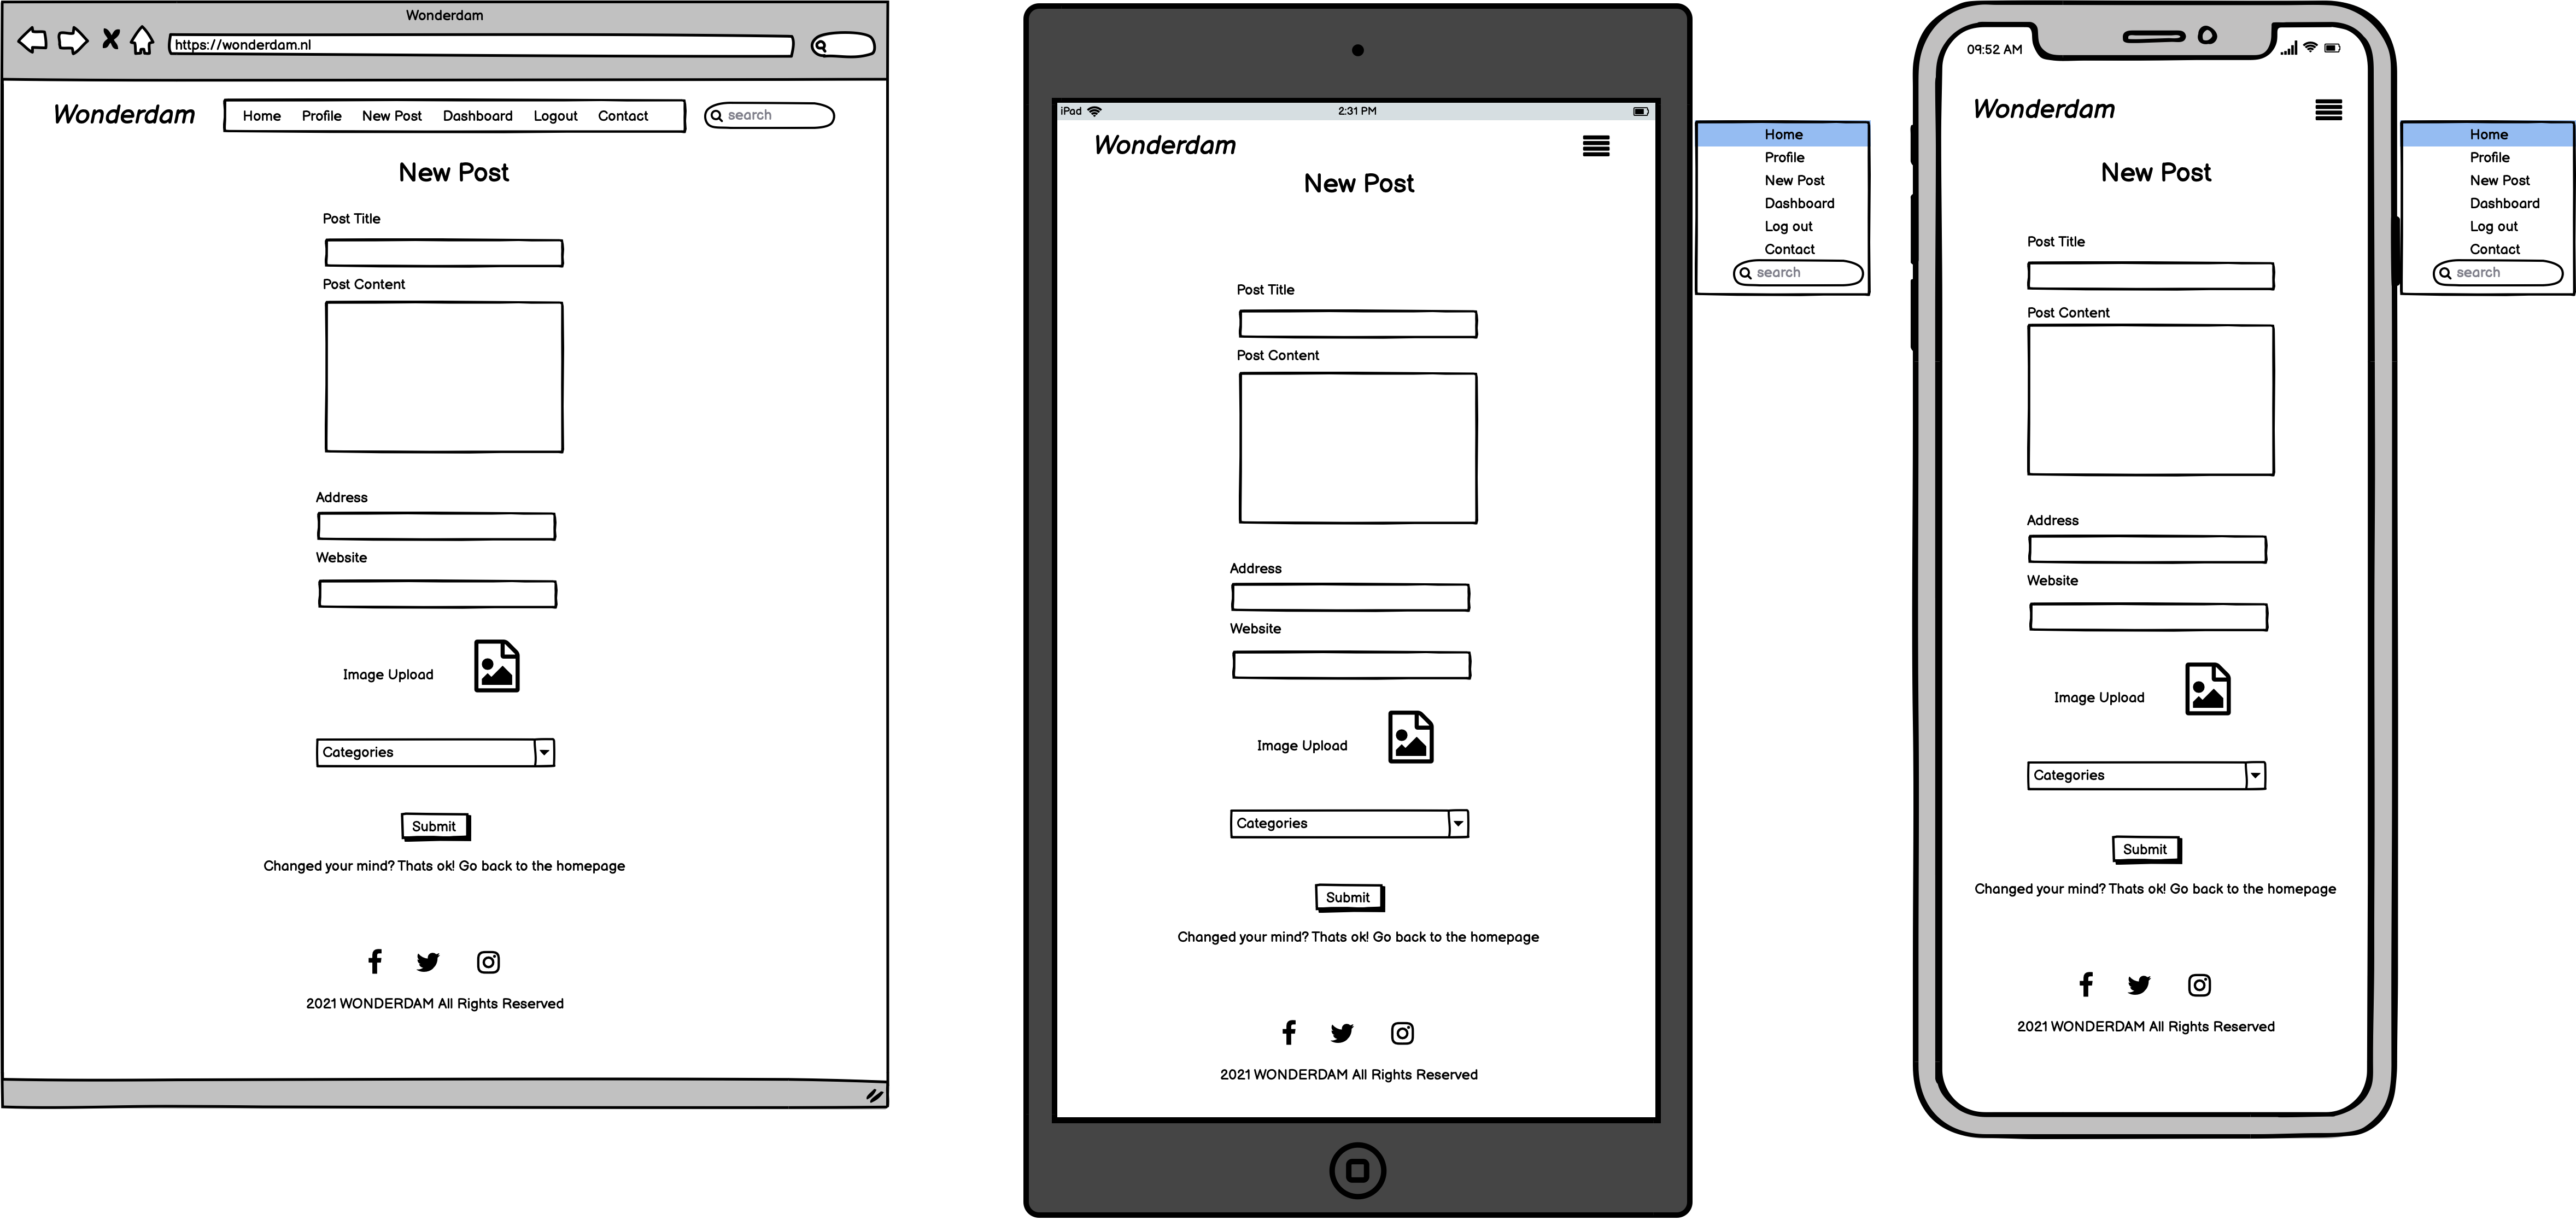 Wonderdam
https://wonderdam.nl
Wonderdam
Home Profile New Post Dashboard Logout Contact
search
New Post
Post Title
Post Content
Address
Website
Image Upload
Categories
Submit
Changed your mind? Thats ok! Go back to the homepage
2021 WONDERDAM All Rights Reserved
iPad
2:31 PM
Wonderdam
New Post
Post Title
Post Content
Address
Website
Image Upload
Categories
Submit
Changed your mind? Thats ok! Go back to the homepage
2021 WONDERDAM All Rights Reserved
Home
Profile
New Post
Dashboard
Log out
Contact
search
09:52 AM
Wonderdam
New Post
Post Title
Post Content
Address
Website
Image Upload
Categories
Submit
Changed your mind? Thats ok! Go back to the homepage
2021 WONDERDAM All Rights Reserved
Home
Profile
New Post
Dashboard
Log out
Contact
search